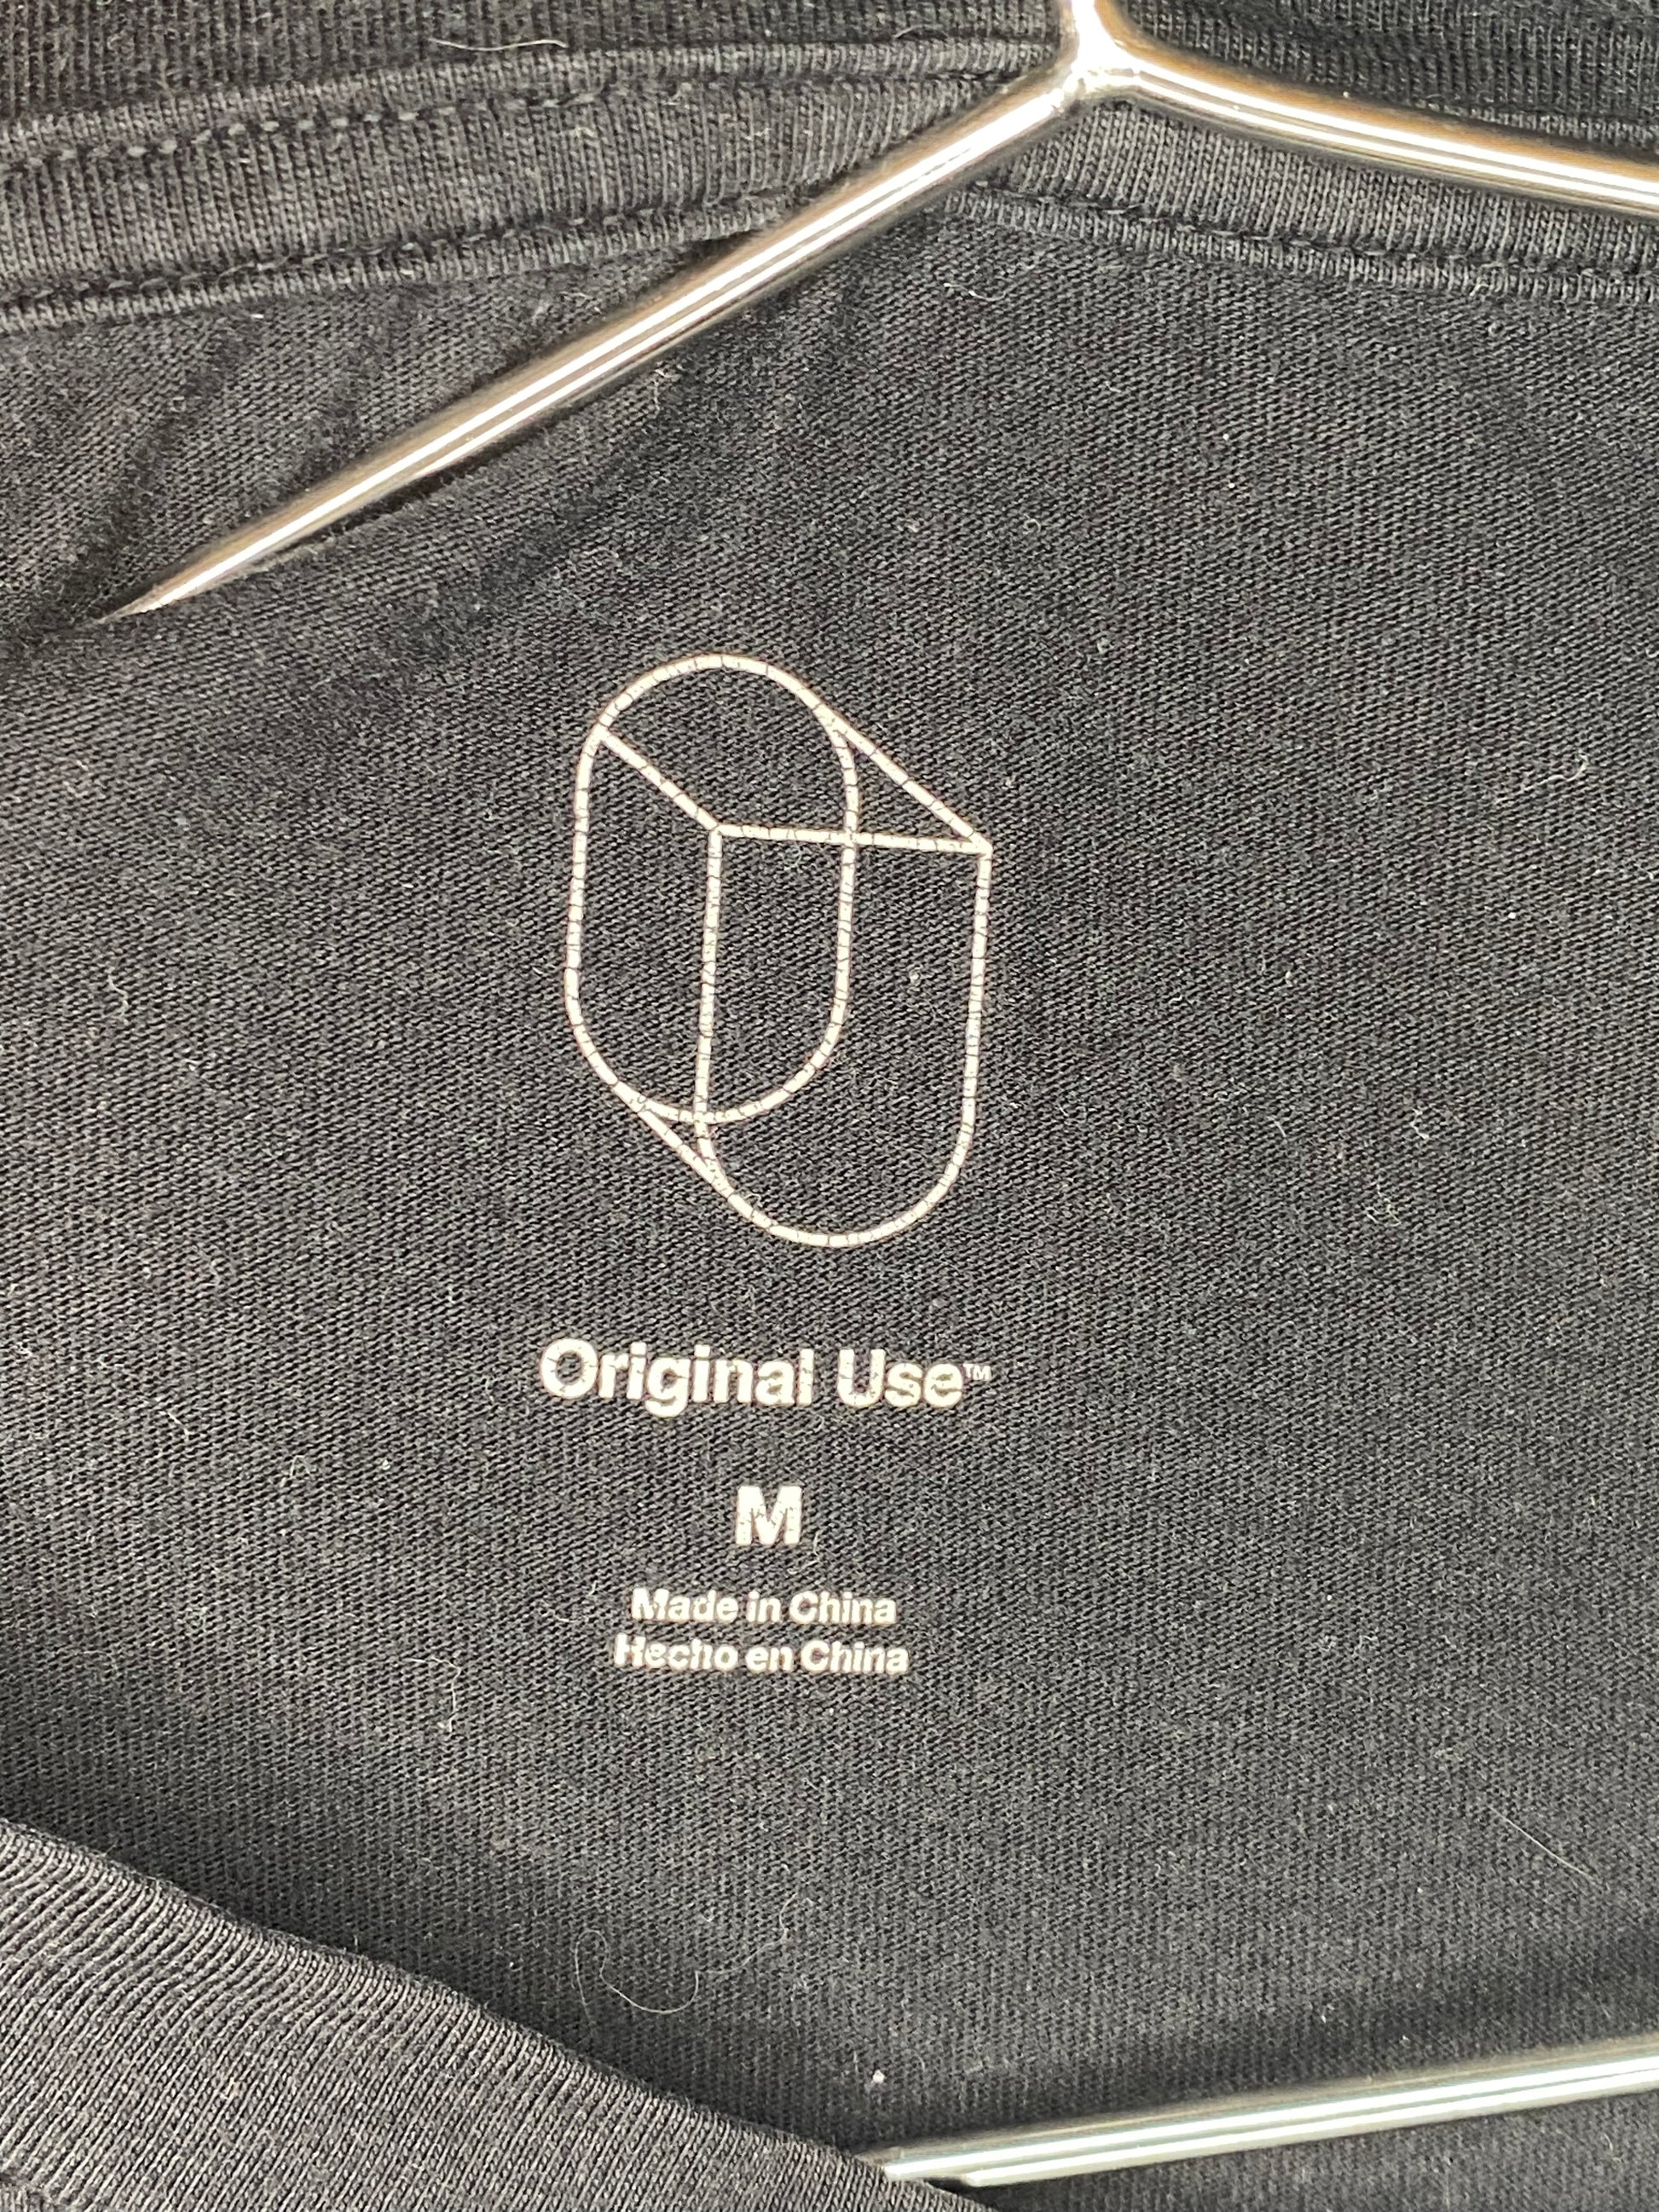 Original Use™
M
Made in China
Hecho en China